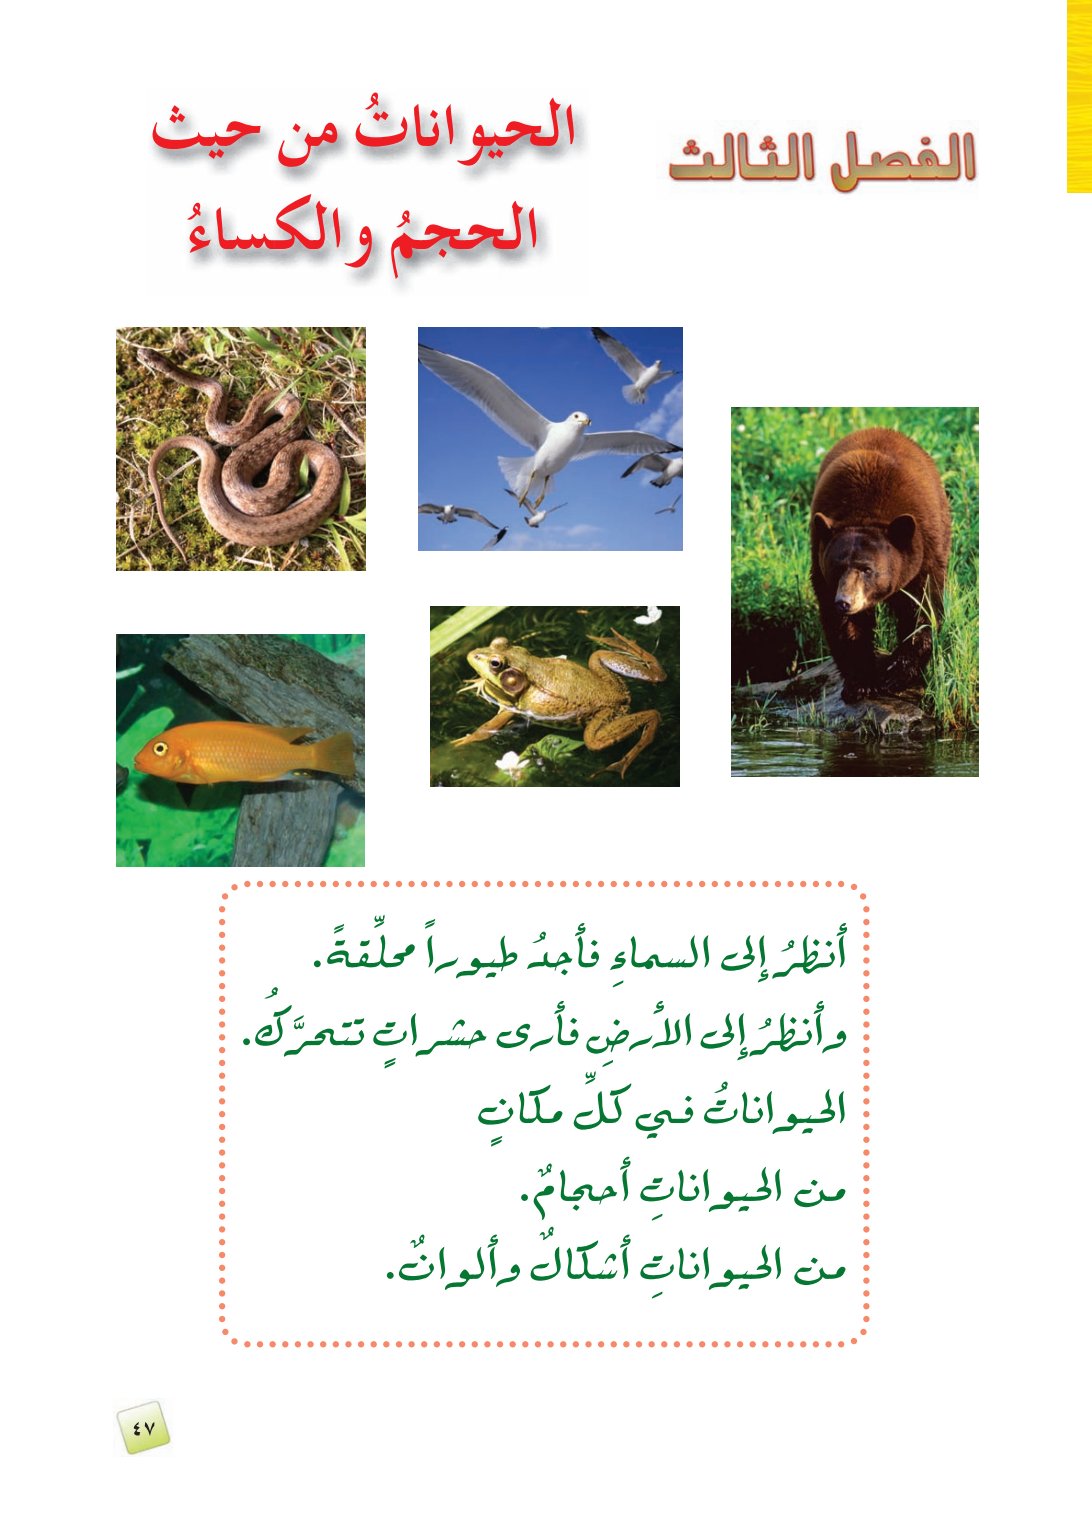 الفصل الثالث
الحيواناتُ من حيث
الحجمُ والكساءُ
أنظرُ إلى السماءِ فأجدُ طيوراً محلِّقةً.
وأنظرُ إلى الأرضِ فأرى حشراتٍ تتحرَّكُ.
الحيواناتُ في كلِّ مكانٍ
من الحيواناتِ أحجامٌ.
من الحيواناتِ أشكالٌ وألوانٌ.
٤٧